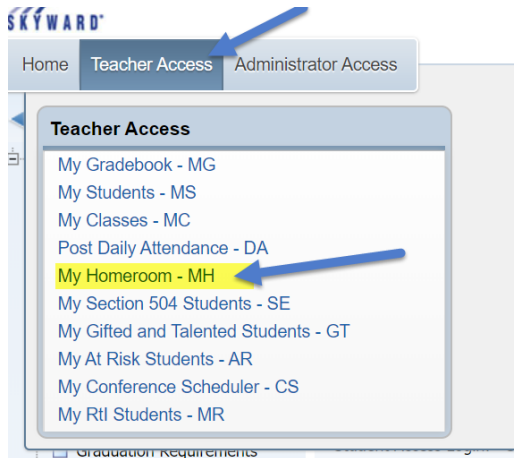 SKYWARD
Home Teacher Access Administrator Access
Teacher Access
My Gradebook - MG
My Students - MS
My Classes - MC
Post Daily Attendance - DA
My Homeroom - MH
My Section 504 Students - SE
My Gifted and Talented Students - GT
My At Risk Students - AR
My Conference Scheduler - CS
My RtI Students - MR
Graduation Requirements